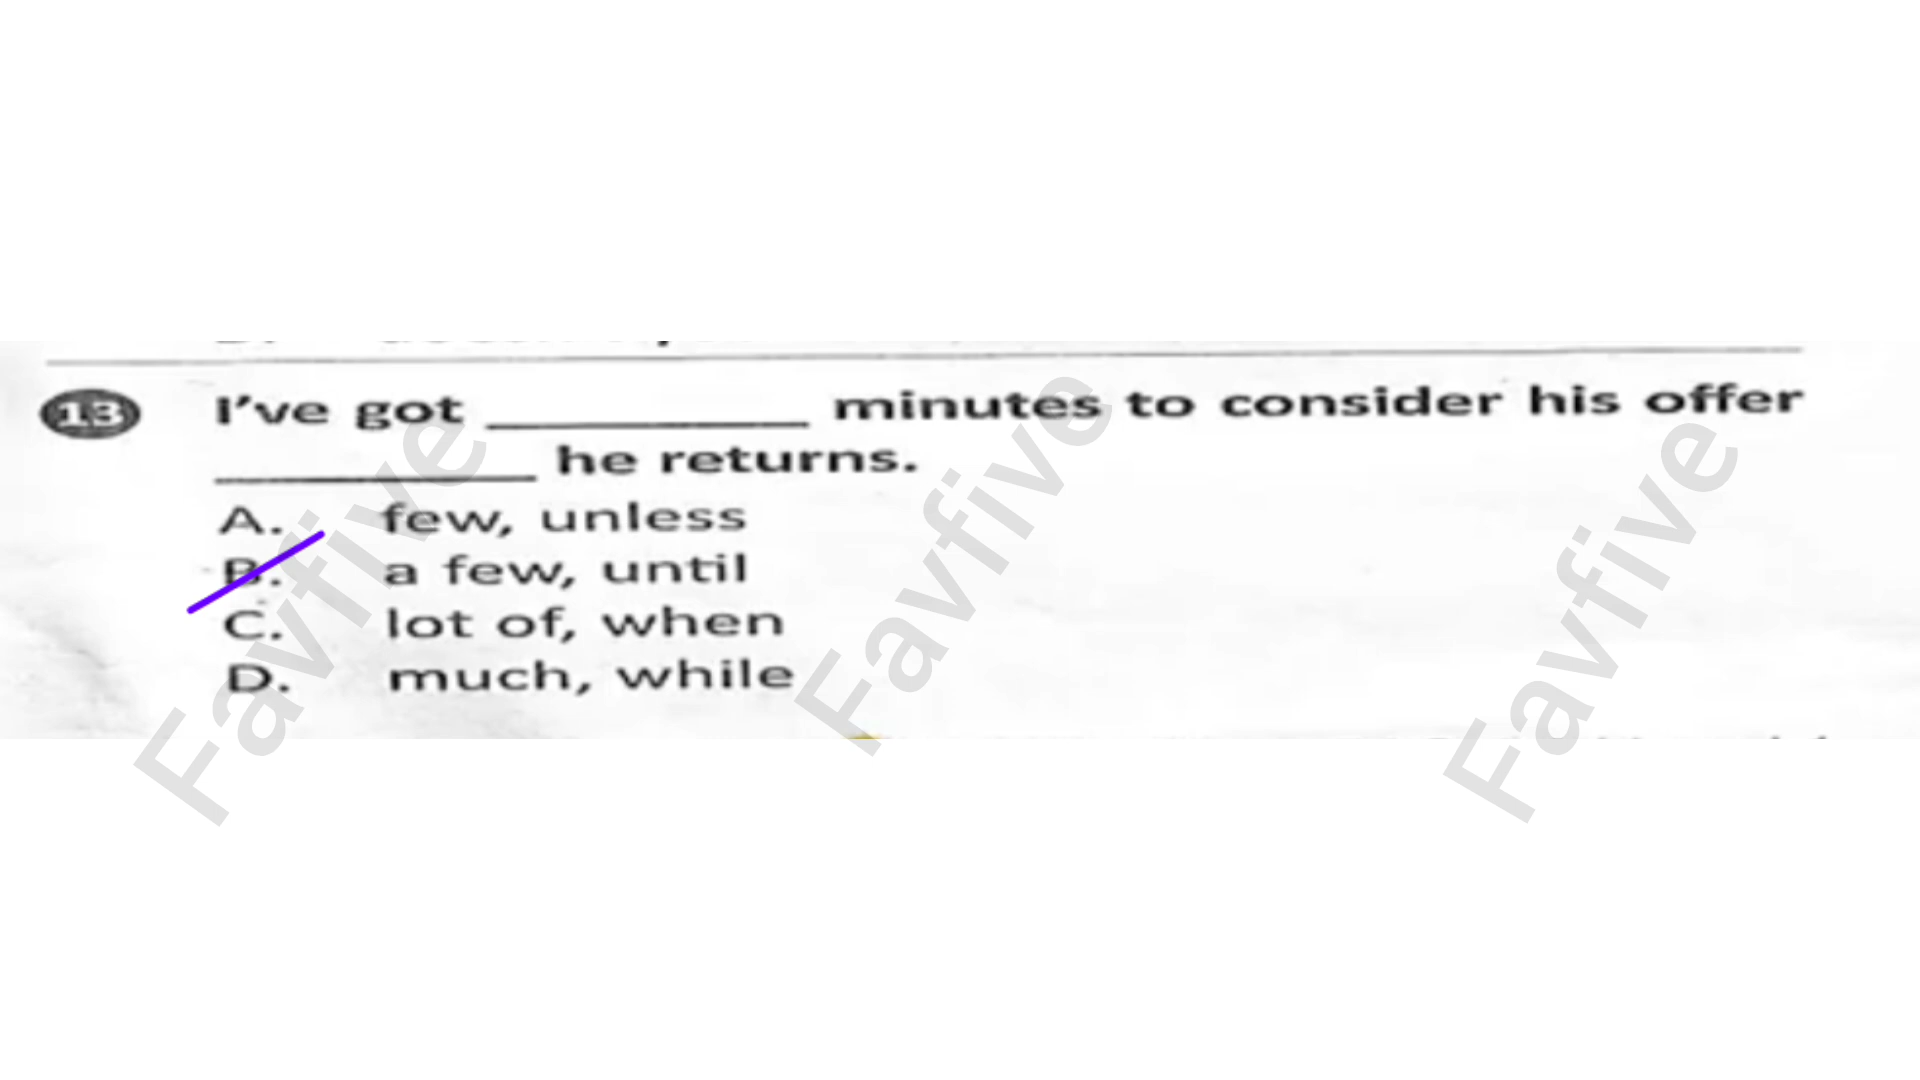 13 I've got __________ minutes to consider his offer
__________ he returns.
A. few, unless
B. a few, until
C. lot of, when
D. much, while
Favfive
Favfive
Favfive